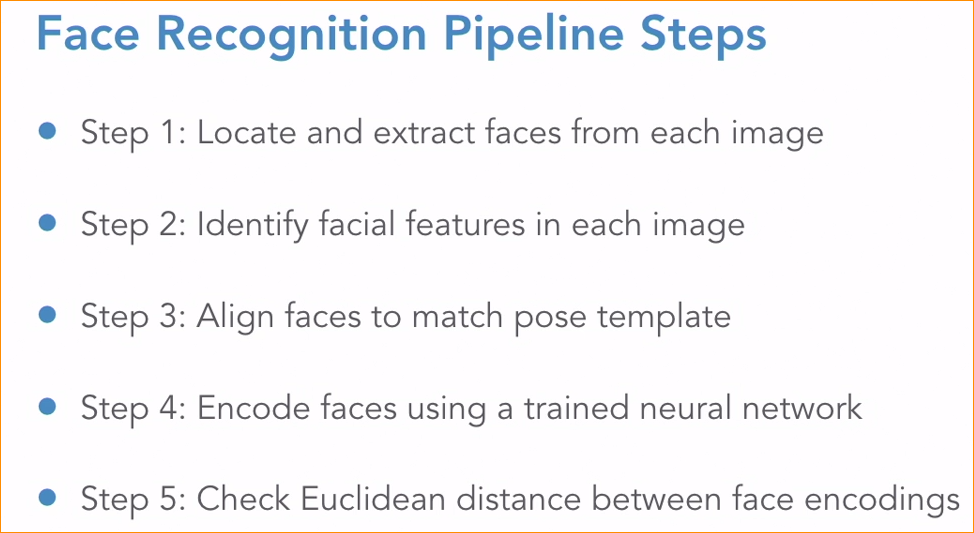 Face Recognition Pipeline Steps
Step 1: Locate and extract faces from each image
Step 2: Identify facial features in each image
Step 3: Align faces to match pose template
Step 4: Encode faces using a trained neural network
Step 5: Check Euclidean distance between face encodings